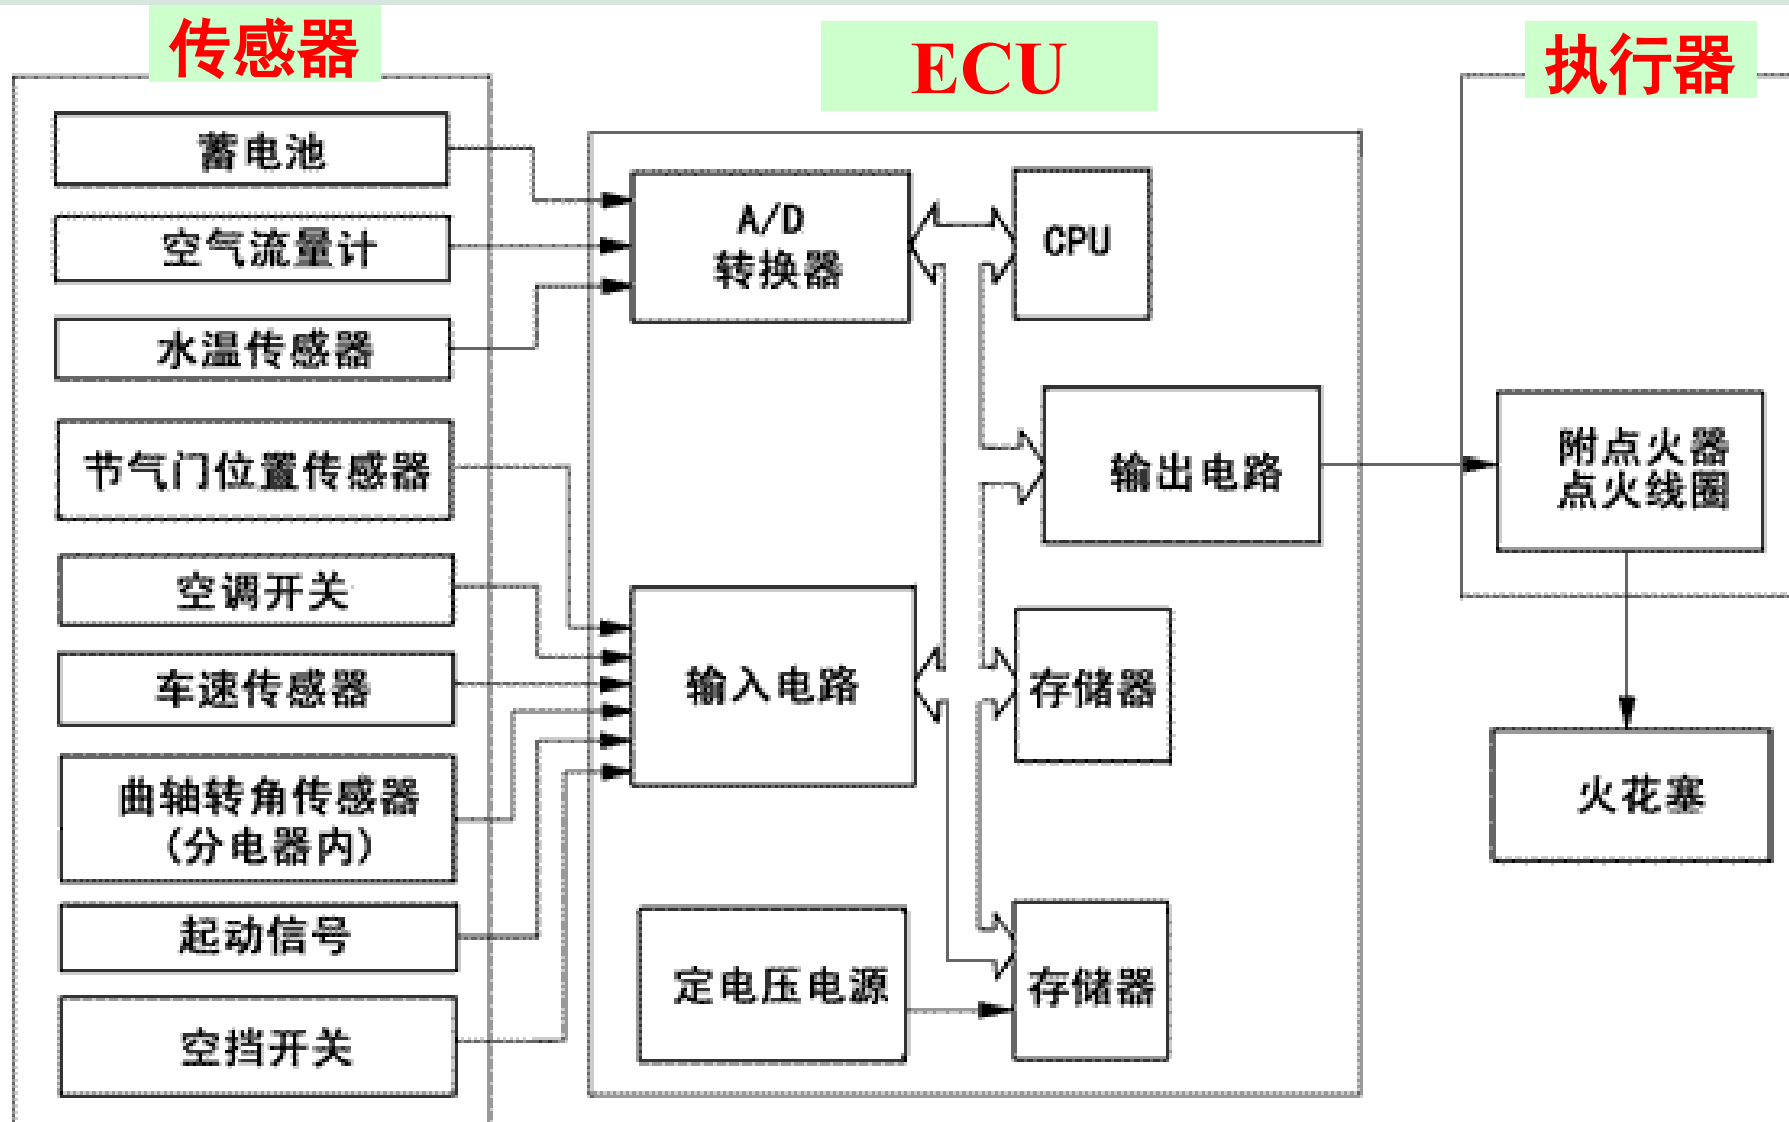 传感器
ECU
执行器
蓄电池
空气流量计
水温传感器
节气门位置传感器
空调开关
车速传感器
曲轴转角传感器
(分电器内)
起动信号
空挡开关
A/D
转换器
CPU
输出电路
输入电路
存储器
定电压电源
存储器
附点火器
点火线圈
火花塞